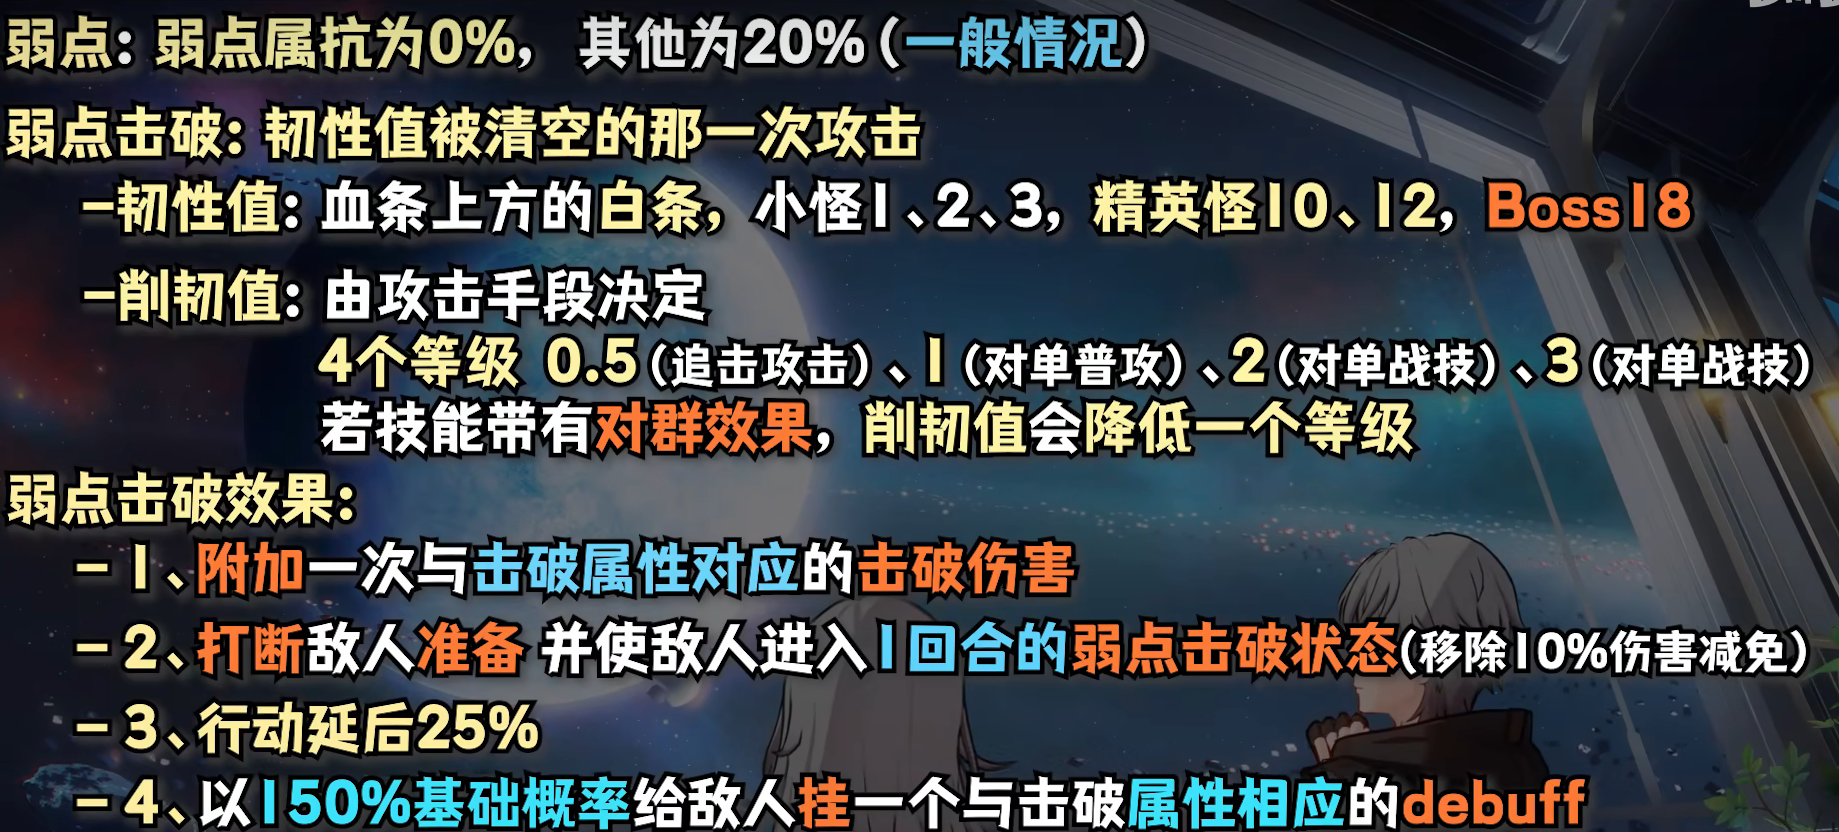 弱点：弱点属抗为0%， 其他为20%（一般情况）
弱点击破：韧性值被清空的那一次攻击
-韧性值：血条上方的白条，小怪1、2、3，精英怪10、12，Boss18
-削韧值：由攻击手段决定
4个等级 0.5（追击攻击）、1（对单普攻）、2（对单战技）、3（对单战技）
若技能带有对群效果，削韧值会降低一个等级
弱点击破效果：
-1、附加一次与击破属性对应的击破伤害
-2、打断敌人准备 并使敌人进入1回合的弱点击破状态（移除10%伤害减免）
-3、行动延后25%
-4、以150%基础概率给敌人挂一个与击破属性相应的debuff